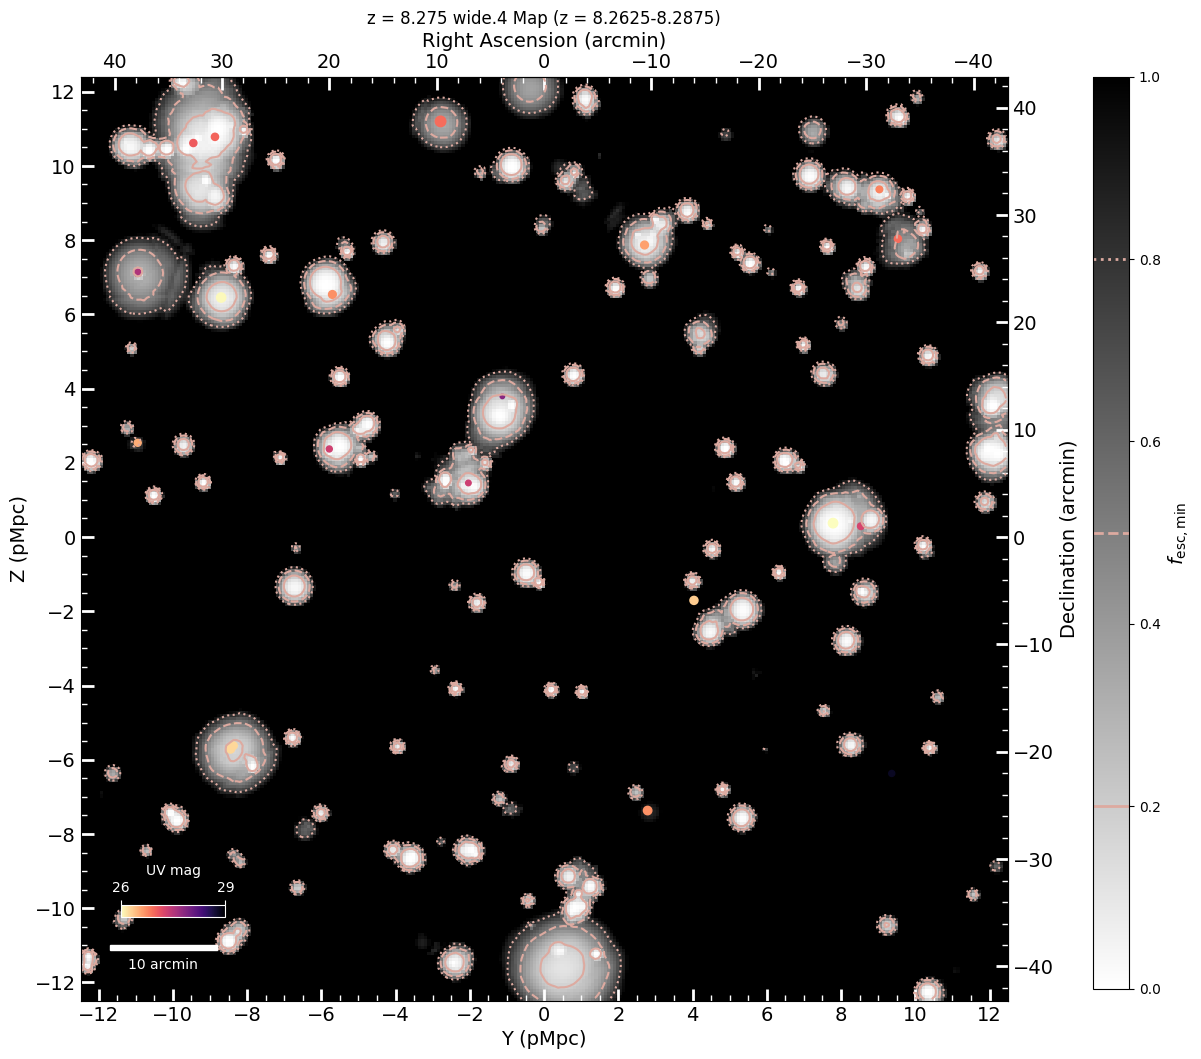 z = 8.275 wide.4 Map (z = 8.2625-8.2875)
Right Ascension (arcmin)
40 30 20 10 0 −10 −20 −30 −40
12
10
8
6
4
2
0
−2
−4
−6
−8
−10
−12
Z (pMpc)
UV mag
26 29
10 arcmin
−12 −10 −8 −6 −4 −2 0 2 4 6 8 10 12
Y (pMpc)
40
30
20
10
0
−10
−20
−30
−40
Declination (arcmin)
1.0
0.8
0.6
0.4
0.2
0.0
fesc, min